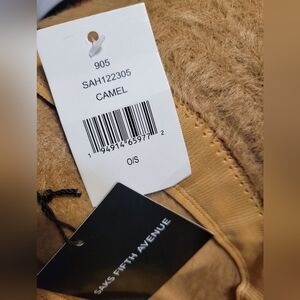 905
SAH122305
CAMEL
1 94914 65977 2
O/S
SAKS FIFTH AVENUE